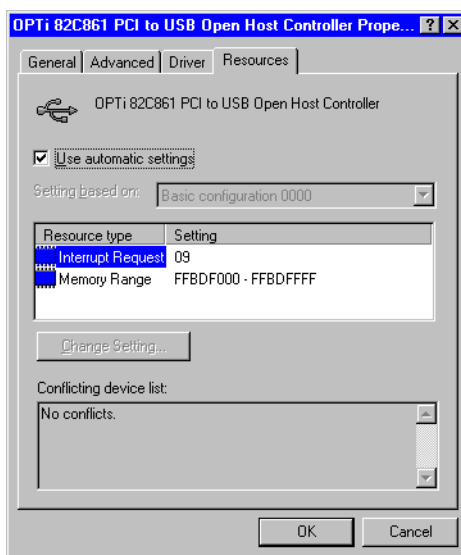 OPTi 82C861 PCI to USB Open Host Controller Prope... ? X
General Advanced Driver Resources
OPTi 82C861 PCI to USB Open Host Controller
Use automatic settings
Setting based on: Basic configuration 0000
Resource type Setting
Interrupt Request 09
Memory Range FFBDF000 - FFBDFFFF
Change Setting...
Conflicting device list:
No conflicts.
OK Cancel